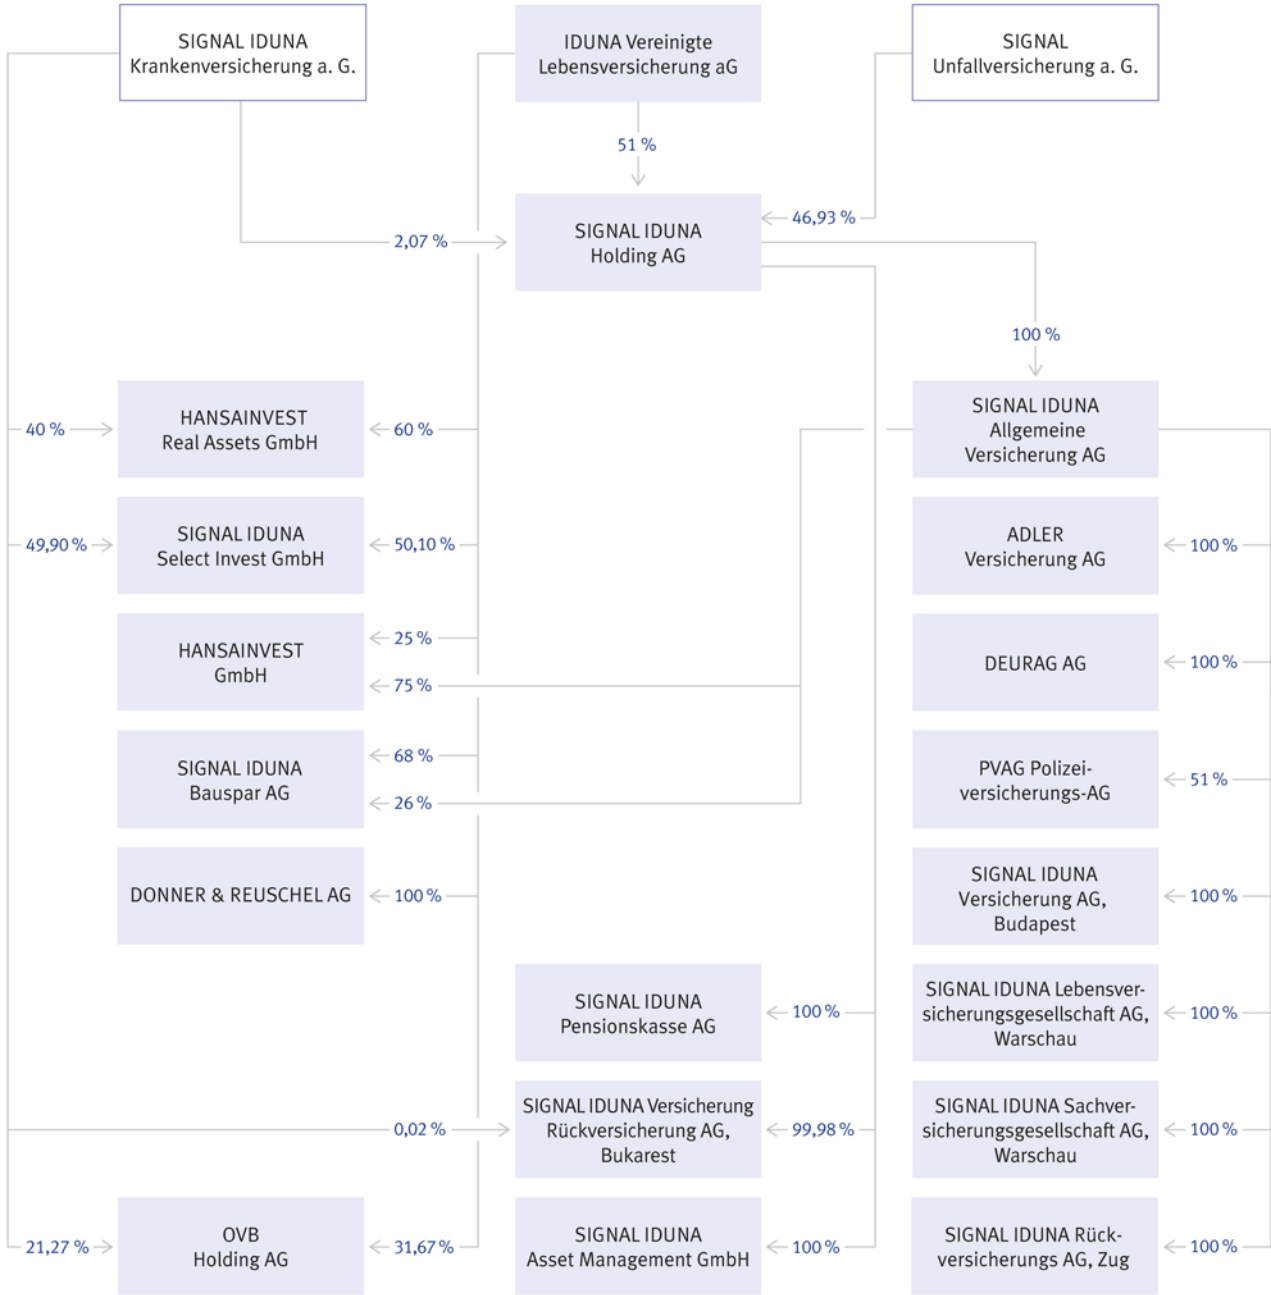 SIGNAL IDUNA
Krankenversicherung a. G.
IDUNA Vereinigte
Lebensversicherung aG
SIGNAL
Unfallversicherung a. G.
51 %
46,93 %
2,07 %
SIGNAL IDUNA
Holding AG
100 %
40 %
HANSAINVEST
Real Assets GmbH
60 %
SIGNAL IDUNA
Allgemeine
Versicherung AG
49,90 %
SIGNAL IDUNA
Select Invest GmbH
50,10 %
ADLER
Versicherung AG
100 %
HANSAINVEST
GmbH
25 %
75 %
DEURAG AG
100 %
SIGNAL IDUNA
Bauspar AG
68 %
26 %
PVAG Polizei-
versicherungs-AG
51 %
DONNER & REUSCHEL AG
100 %
SIGNAL IDUNA
Versicherung AG,
Budapest
100 %
SIGNAL IDUNA
Pensionskasse AG
100 %
SIGNAL IDUNA Lebensver-
sicherungsgesellschaft AG,
Warschau
100 %
0,02 %
SIGNAL IDUNA Versicherung
Rückversicherung AG,
Bukarest
99,98 %
SIGNAL IDUNA Sachver-
sicherungsgesellschaft AG,
Warschau
100 %
21,27 %
OVB
Holding AG
31,67 %
SIGNAL IDUNA
Asset Management GmbH
100 %
SIGNAL IDUNA Rück-
versicherungs AG, Zug
100 %